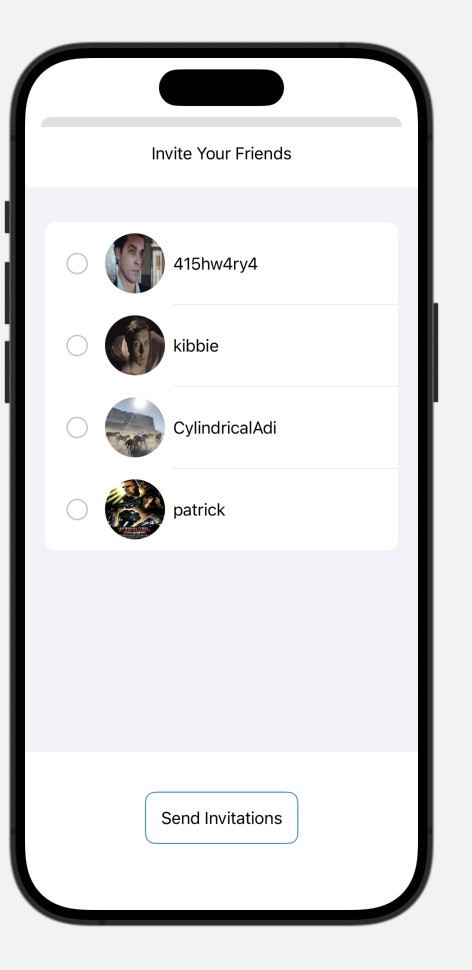 Invite Your Friends
415hw4ry4
kibbie
CylindricalAdi
patrick
Send Invitations